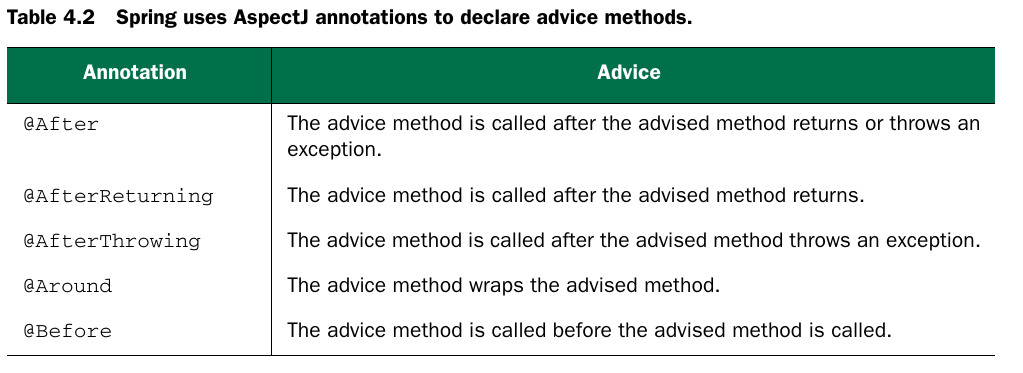 Table 4.2 Spring uses AspectJ annotations to declare advice methods.
Annotation Advice
@After The advice method is called after the advised method returns or throws an
exception.
@AfterReturning The advice method is called after the advised method returns.
@AfterThrowing The advice method is called after the advised method throws an exception.
@Around The advice method wraps the advised method.
@Before The advice method is called before the advised method is called.